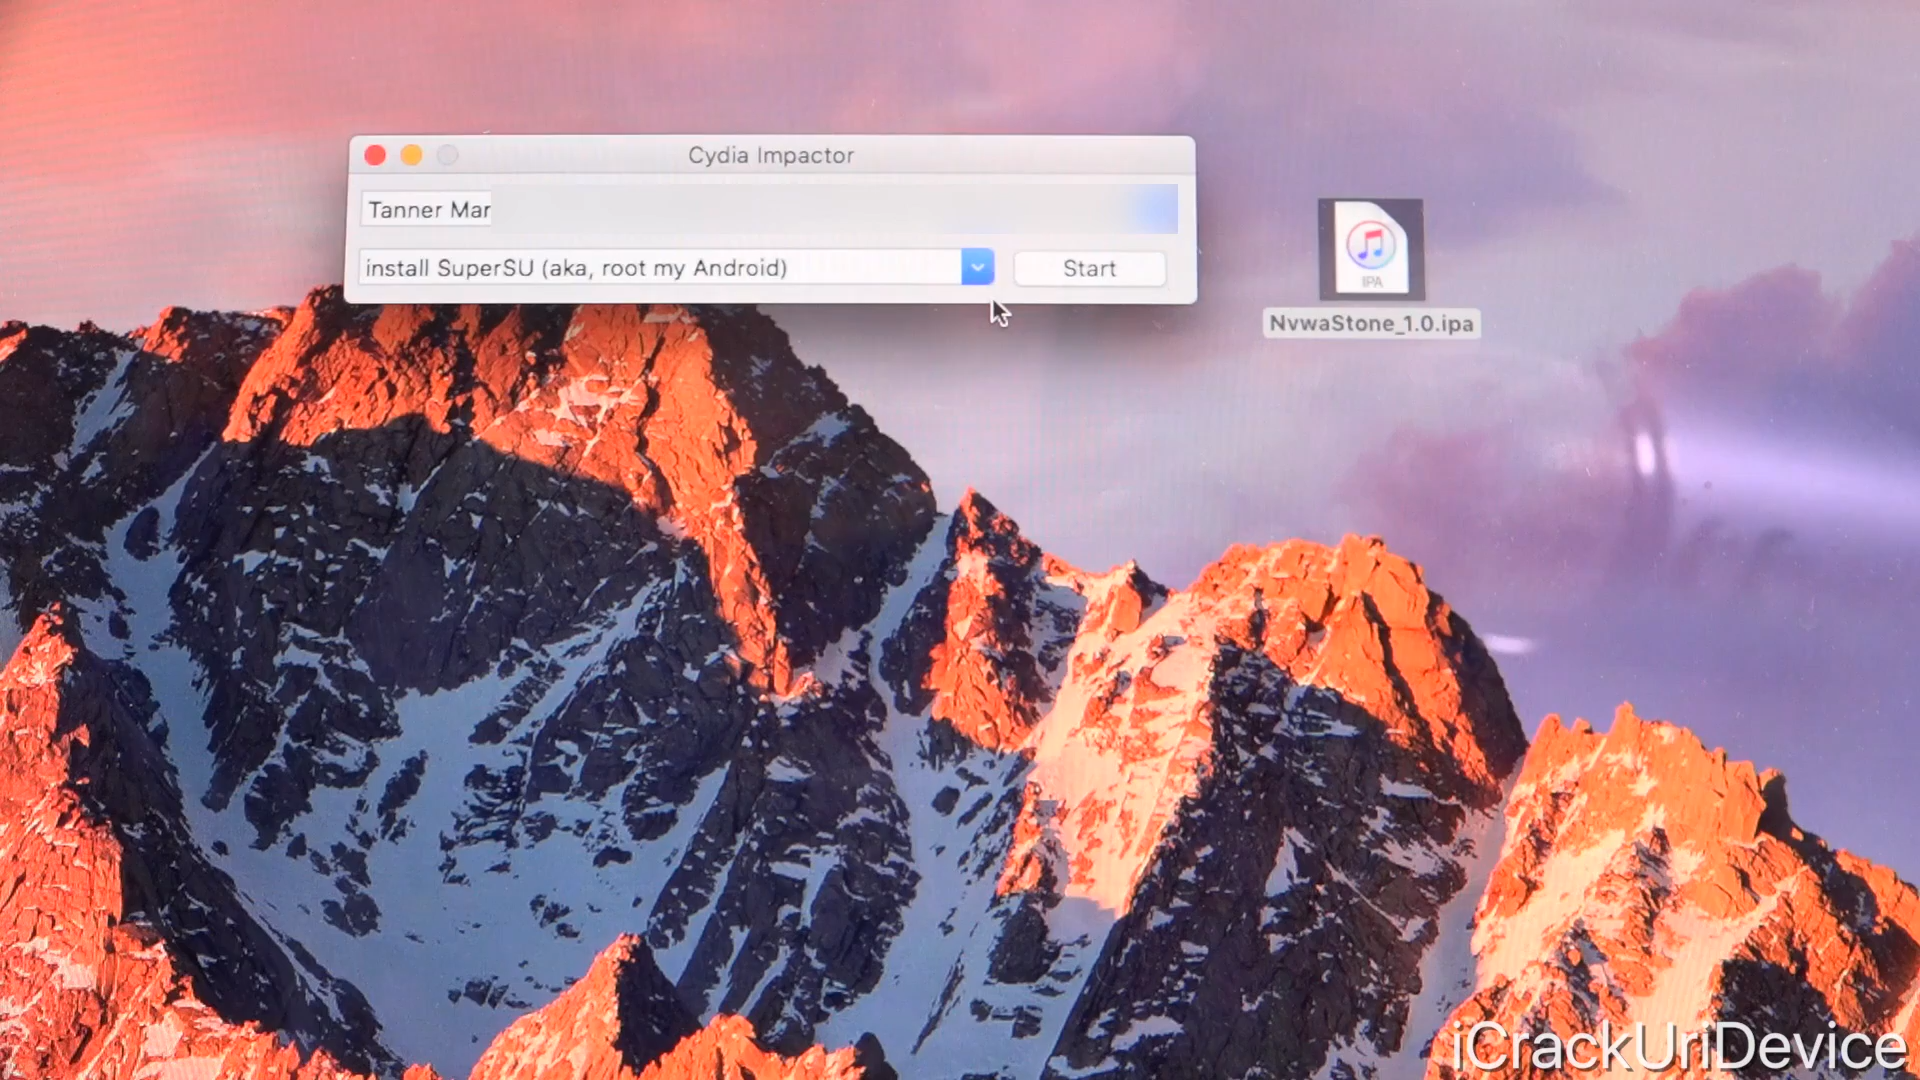 Cydia Impactor
Tanner Mar
install SuperSU (aka, root my Android)
Start
IPA
NvwaStone_1.0.ipa
iCrackUriDevice